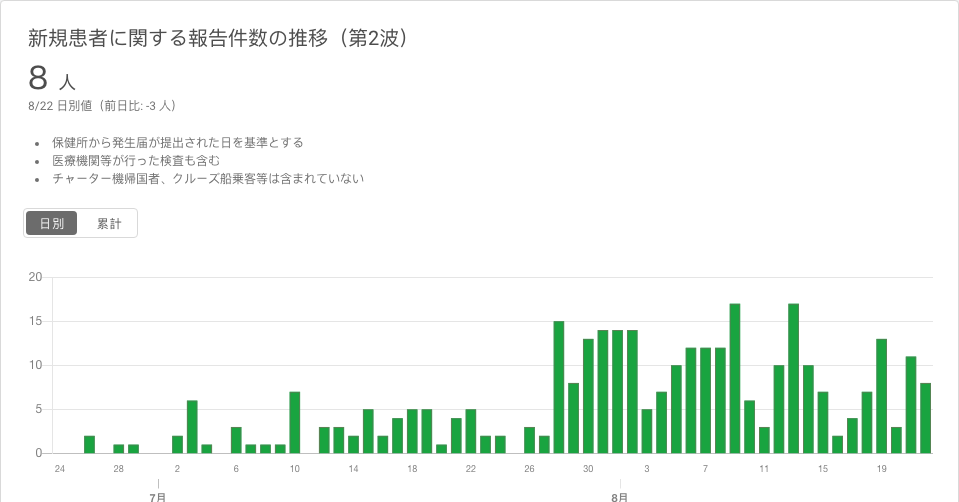 新規患者に関する報告件数の推移（第2波）
8 人
8/22 日別値（前日比: -3 人）
• 保健所から発生届が提出された日を基準とする
• 医療機関等が行った検査も含む
• チャーター機帰国者、クルーズ船乗客等は含まれていない
日別 累計
20
15
10
5
0
24 28 2 6 10 14 18 22 26 30 3 7 11 15 19
7月 8月